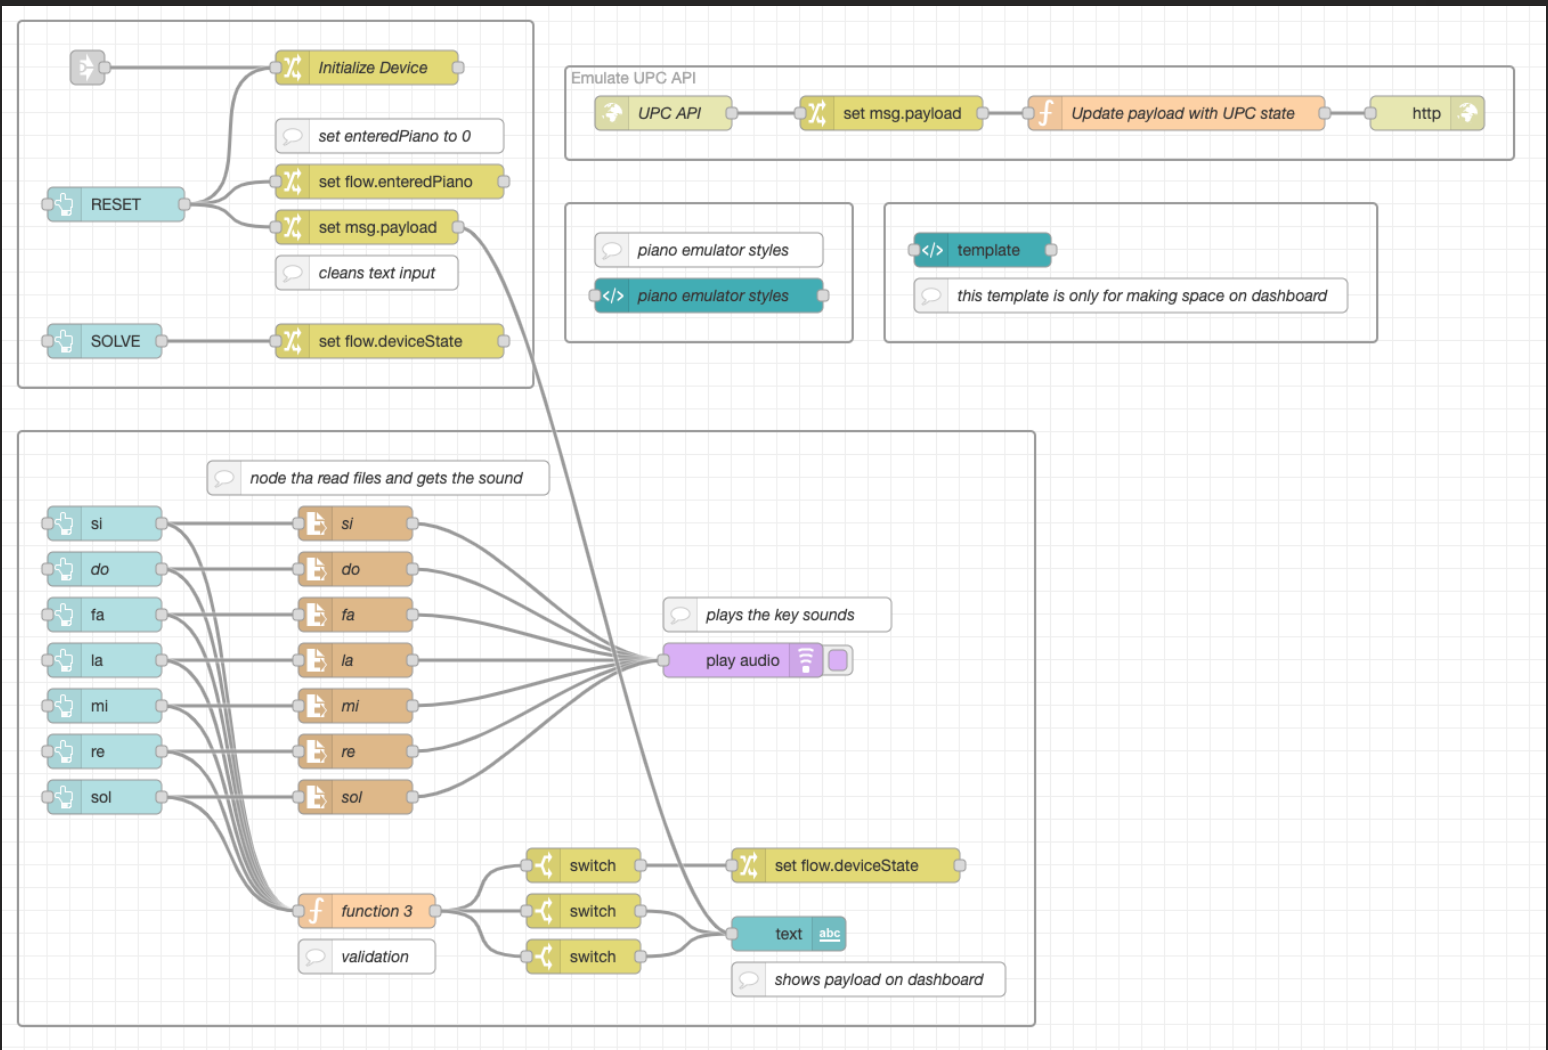 Initialize Device
set enteredPiano to 0
set flow.enteredPiano
RESET
set msg.payload
cleans text input
SOLVE
set flow.deviceState
Emulate UPC API
UPC API
set msg.payload
Update payload with UPC state
http
piano emulator styles
</> piano emulator styles
</> template
this template is only for making space on dashboard
node tha read files and gets the sound
si
si
do
do
fa
fa
la
la
mi
mi
re
re
sol
sol
plays the key sounds
play audio
switch
set flow.deviceState
function 3
switch
text abc
validation
switch
shows payload on dashboard